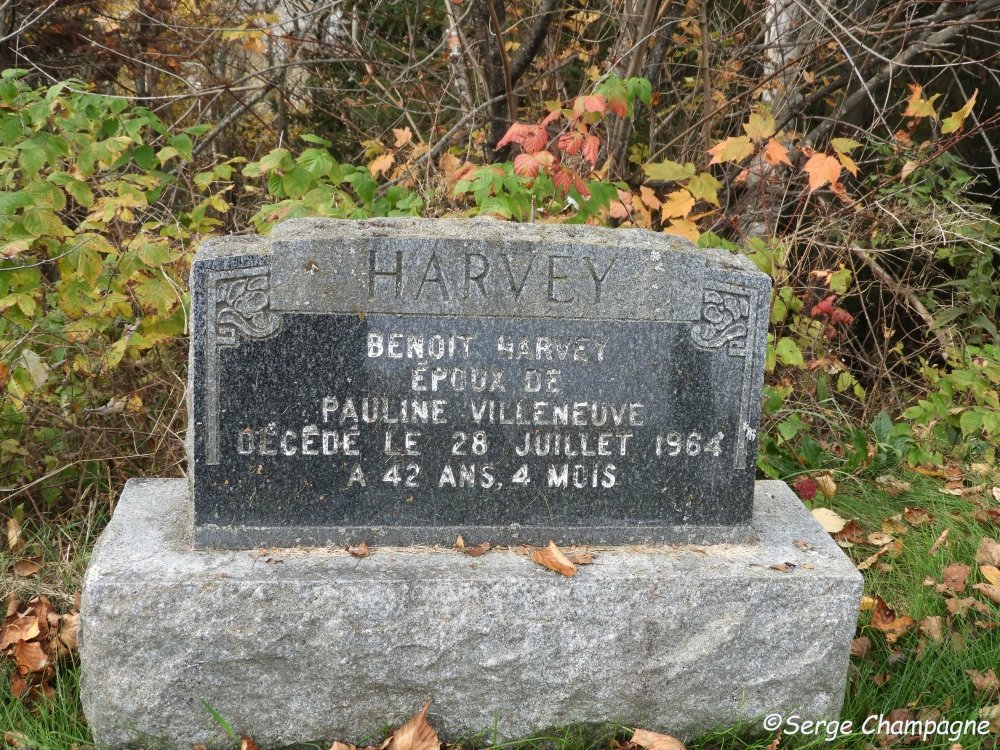 HARVEY
BENOIT HARVEY
ÉPOUX DE
PAULINE VILLENEUVE
DÉCÉDÉ LE 28 JUILLET 1964
A 42 ANS, 4 MOIS
©Serge Champagne